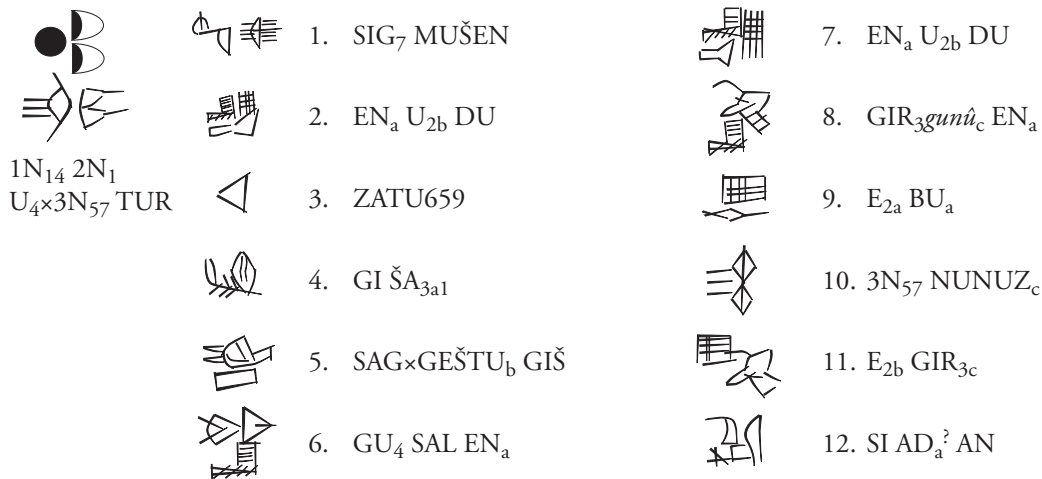 1N₁₄ 2N₁
U₄×3N₅₇ TUR
1. SIG₇ MUŠEN
2. ENₐ U₂b DU
3. ZATU659
4. GI ŠA₃ₐ₁
5. SAG×GEŠTUb GIŠ
6. GU₄ SAL ENₐ
7. ENₐ U₂b DU
8. GIR₃gunûc ENₐ
9. E₂ₐ BUₐ
10. 3N₅₇ NUNUZc
11. E₂b GIR₃c
12. SI ADₐ? AN